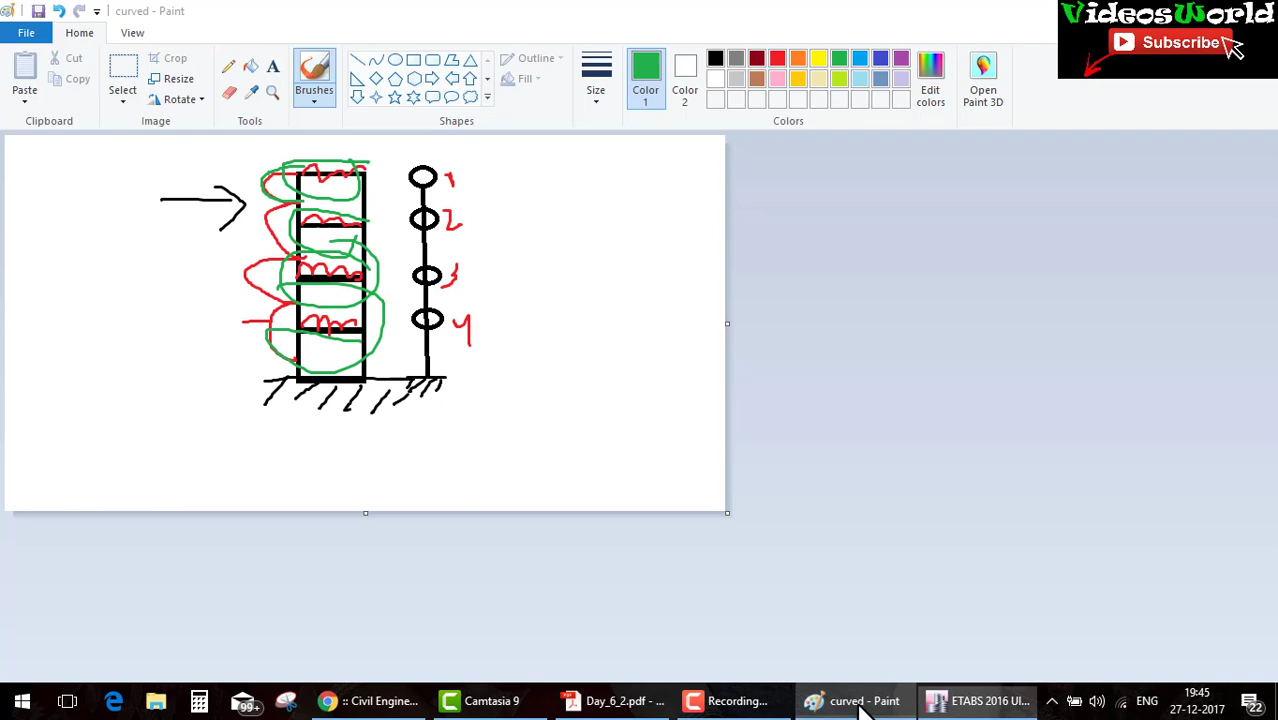 curved - Paint
VideosWorld
Subscribe
File
Home
View
Paste
Cut
Copy
Clipboard
Select
Crop
Resize
Rotate
Image
Tools
Brushes
Shapes
Outline
Fill
Size
Color 1
Color 2
Edit colors
Open Paint 3D
Colors
1
2
3
4
99+
:: Civil Engine...
Camtasia 9
Day_6_2.pdf - ...
Recording...
curved - Paint
ETABS 2016 Ul...
ENG
19:45
27-12-2017
22